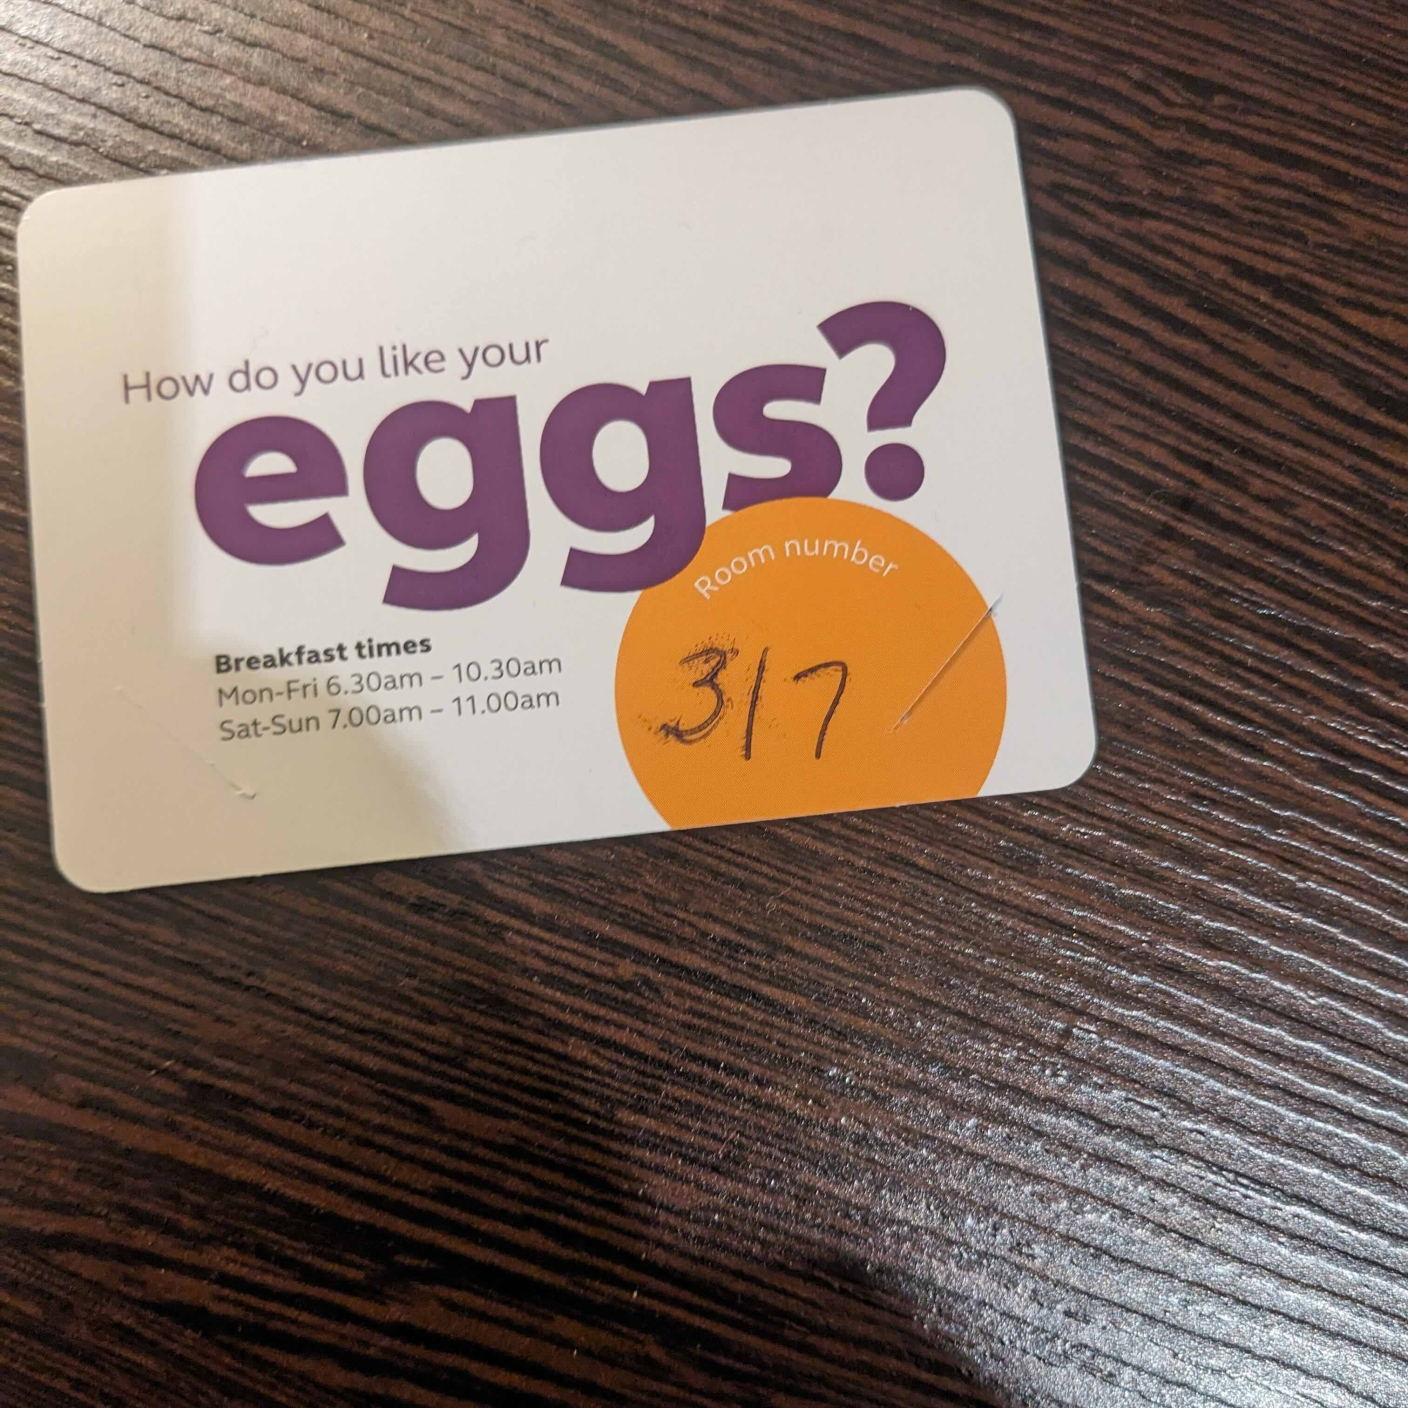 How do you like your
eggs?
Room number
317
Breakfast times
Mon-Fri 6.30am – 10.30am
Sat-Sun 7.00am – 11.00am